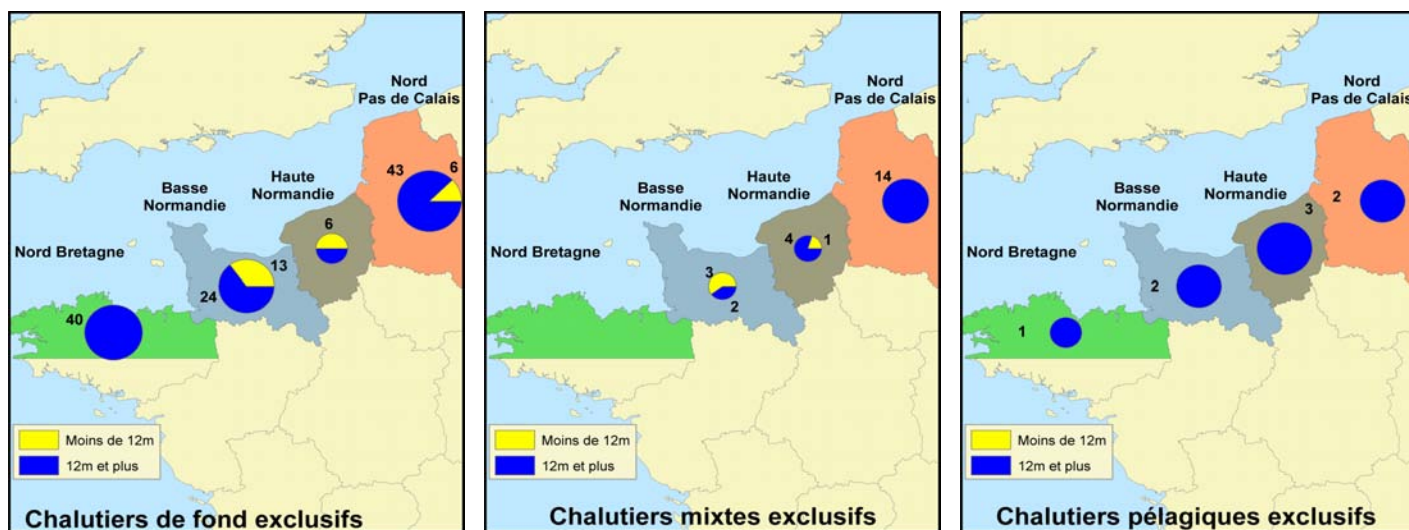 Nord
Pas de Calais
43
6
Haute
Normandie
Basse
Normandie
6
Nord Bretagne
13
24
40
Moins de 12m
12m et plus
Chalutiers de fond exclusifs
Nord
Pas de Calais
14
Haute
Normandie
Basse
Normandie
4
1
Nord Bretagne
3
2
Moins de 12m
12m et plus
Chalutiers mixtes exclusifs
Nord
Pas de Calais
2
Haute
Normandie
3
Basse
Normandie
Nord Bretagne
2
1
Moins de 12m
12m et plus
Chalutiers pélagiques exclusifs